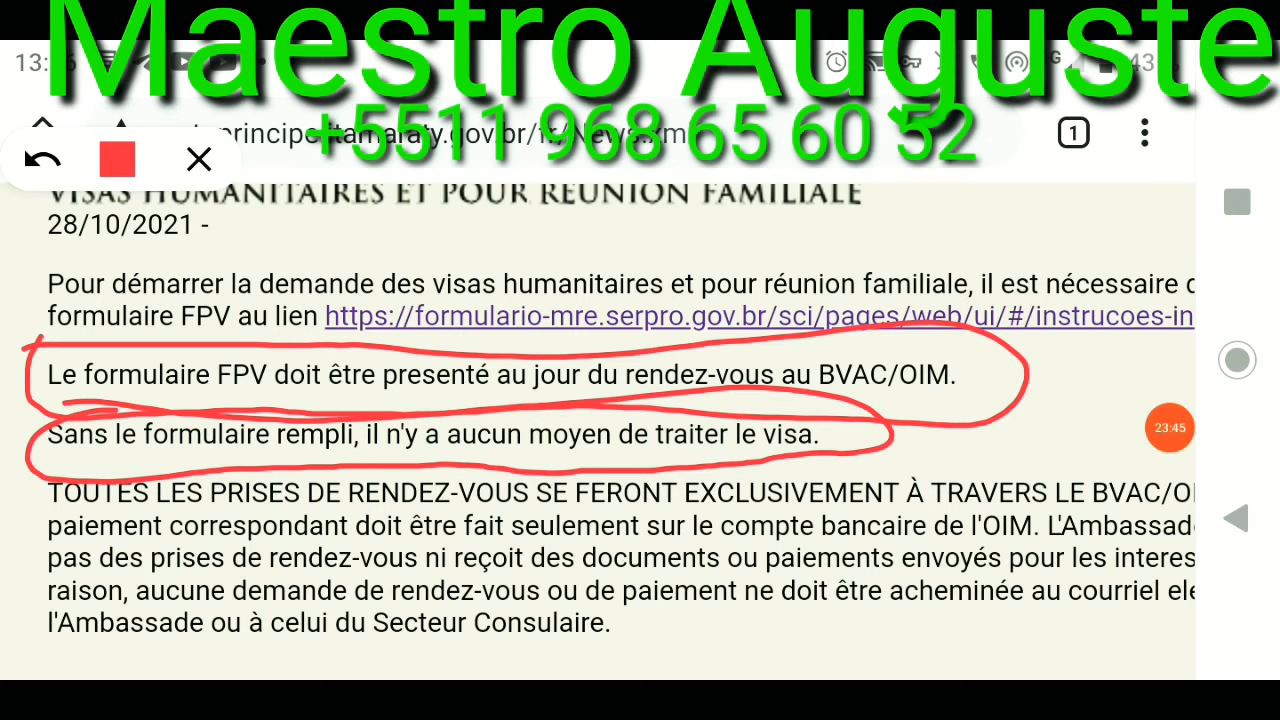 Maestro Auguste
+5511 968 65 60 52
1
VISAS HUMANITAIRES ET POUR RÉUNION FAMILIALE
28/10/2021 -
Pour démarrer la demande des visas humanitaires et pour réunion familiale, il est nécessaire
formulaire FPV au lien https://formulario-mre.serpro.gov.br/sci/pages/web/ui/#/instrucoes-in
Le formulaire FPV doit être presenté au jour du rendez-vous au BVAC/OIM.
Sans le formulaire rempli, il n'y a aucun moyen de traiter le visa.
23:45
TOUTES LES PRISES DE RENDEZ-VOUS SE FERONT EXCLUSIVEMENT À TRAVERS LE BVAC/OI
paiement correspondant doit être fait seulement sur le compte bancaire de l'OIM. L'Ambassad
pas des prises de rendez-vous ni reçoit des documents ou paiements envoyés pour les interes
raison, aucune demande de rendez-vous ou de paiement ne doit être acheminée au courriel ele
l'Ambassade ou à celui du Secteur Consulaire.